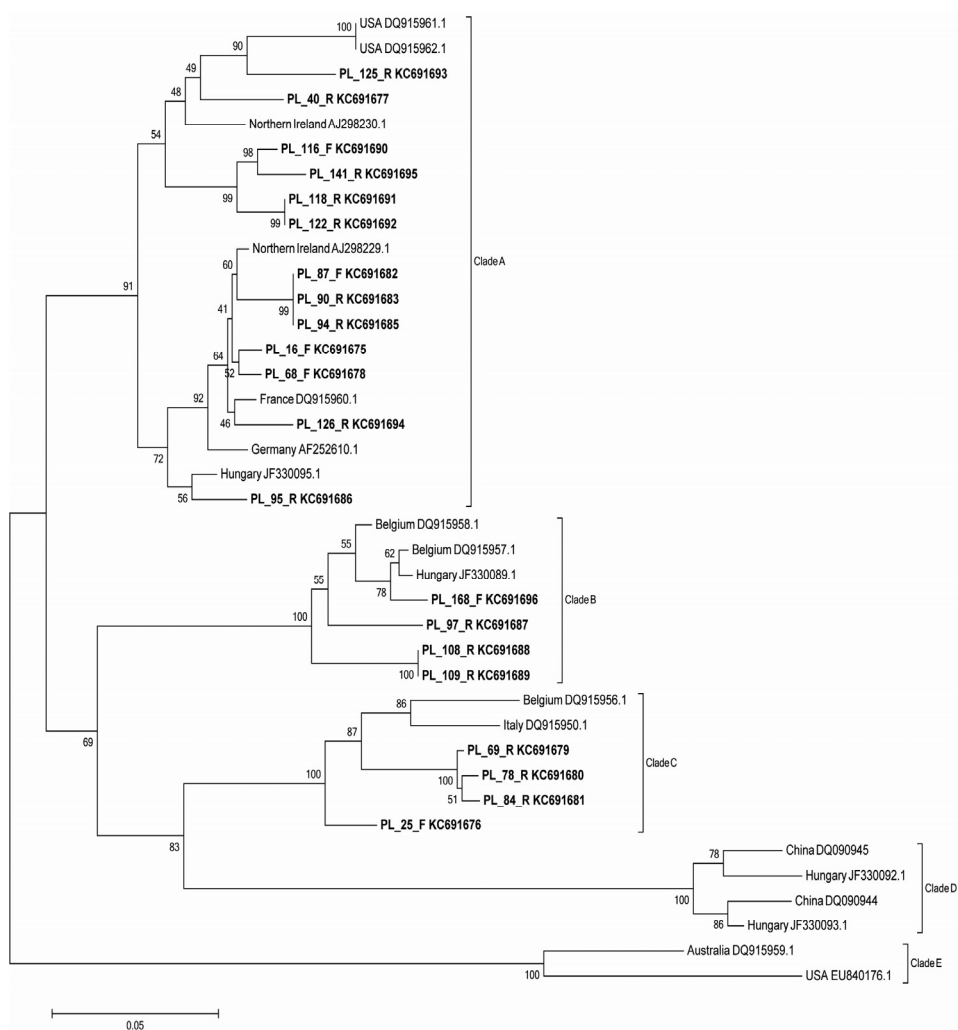 USA DQ915961.1
100
USA DQ915962.1
90
PL_125_R KC691693
49
PL_40_R KC691677
48
Northern Ireland AJ298230.1
54
PL_116_F KC691690
98
PL_141_R KC691695
99
PL_118_R KC691691
99
PL_122_R KC691692
Northern Ireland AJ298229.1
Clade A
60
PL_87_F KC691682
91
PL_90_R KC691683
99
41
PL_94_R KC691685
PL_16_F KC691675
64
52
PL_68_F KC691678
92
France DQ915960.1
46
PL_126_R KC691694
Germany AF252610.1
72
Hungary JF330095.1
56
PL_95_R KC691686
Belgium DQ915958.1
55
Belgium DQ915957.1
62
Hungary JF330089.1
55
78
PL_168_F KC691696
Clade B
100
PL_97_R KC691687
PL_108_R KC691688
100
PL_109_R KC691689
Belgium DQ915956.1
86
Italy DQ915950.1
87
69
PL_69_R KC691679
Clade C
100
100
PL_78_R KC691680
51
PL_84_R KC691681
PL_25_F KC691676
83
China DQ090945
78
Hungary JF330092.1
Clade D
100
China DQ090944
86
Hungary JF330093.1
Australia DQ915959.1
Clade E
100
USA EU840176.1
0.05